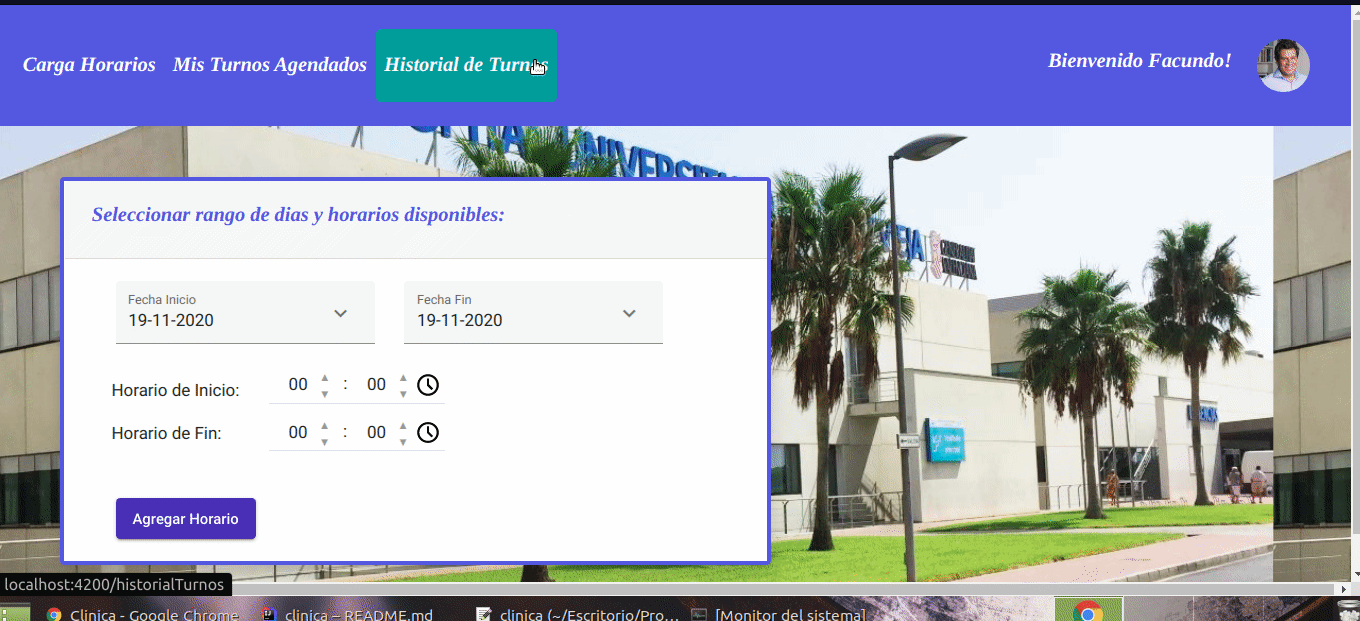 Carga Horarios Mis Turnos Agendados Historial de Turnos
Bienvenido Facundo!
UNIVERSITA
Seleccionar rango de dias y horarios disponibles:
Fecha Inicio
19-11-2020
Fecha Fin
19-11-2020
Horario de Inicio: 00 : 00
Horario de Fin: 00 : 00
Agregar Horario
localhost:4200/historialTurnos
Clinica - Google Chrome
clinica – README.md
clinica (~/Escritorio/Pro...
[Monitor del sistema]